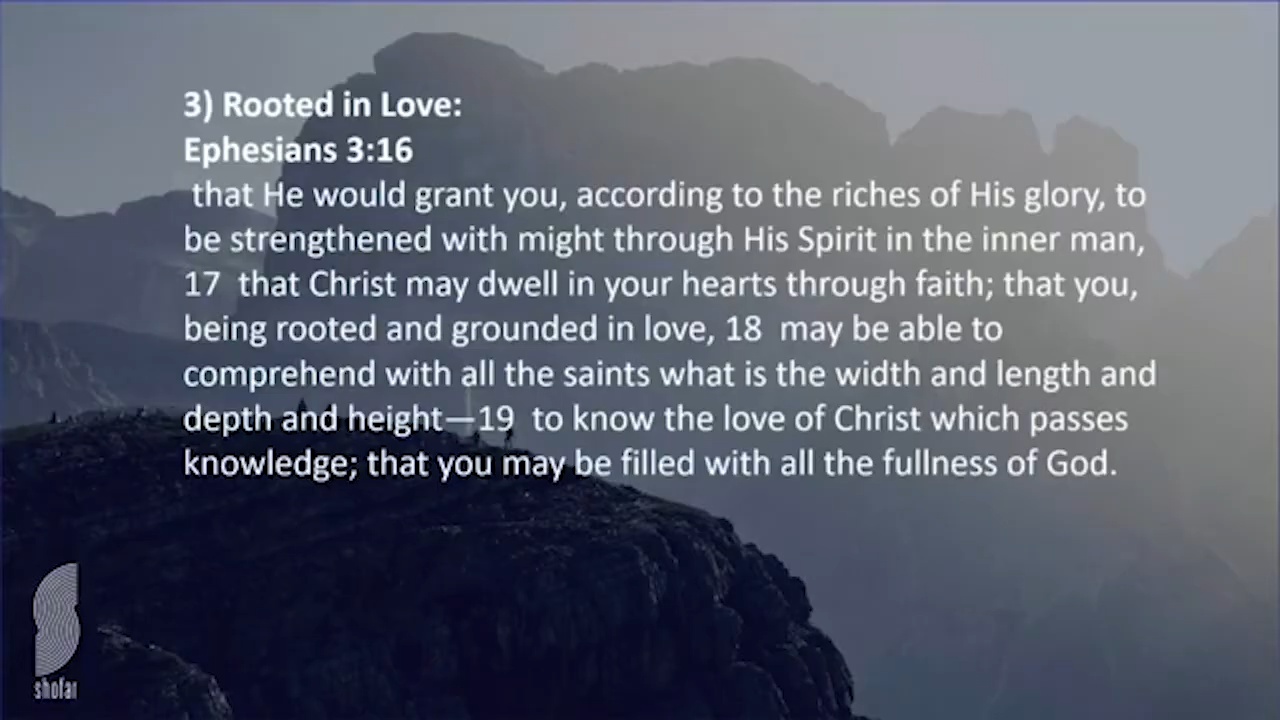 3) Rooted in Love:
Ephesians 3:16
that He would grant you, according to the riches of His glory, to
be strengthened with might through His Spirit in the inner man,
17  that Christ may dwell in your hearts through faith; that you,
being rooted and grounded in love, 18  may be able to
comprehend with all the saints what is the width and length and
depth and height—19  to know the love of Christ which passes
knowledge; that you may be filled with all the fullness of God.
shofar